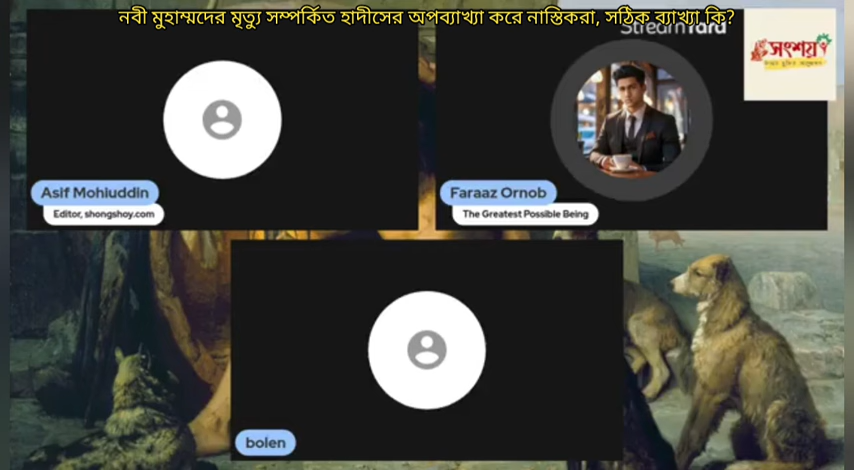 নবী মুহাম্মদের মৃত্যু সম্পর্কিত হাদীসের অপব্যাখ্যা করে নাস্তিকরা, সঠিক ব্যাখ্যা কি?
StreamYard
সংশয়
Asif Mohiuddin
Editor, shongshoy.com
Faraaz Ornob
The Greatest Possible Being
bolen